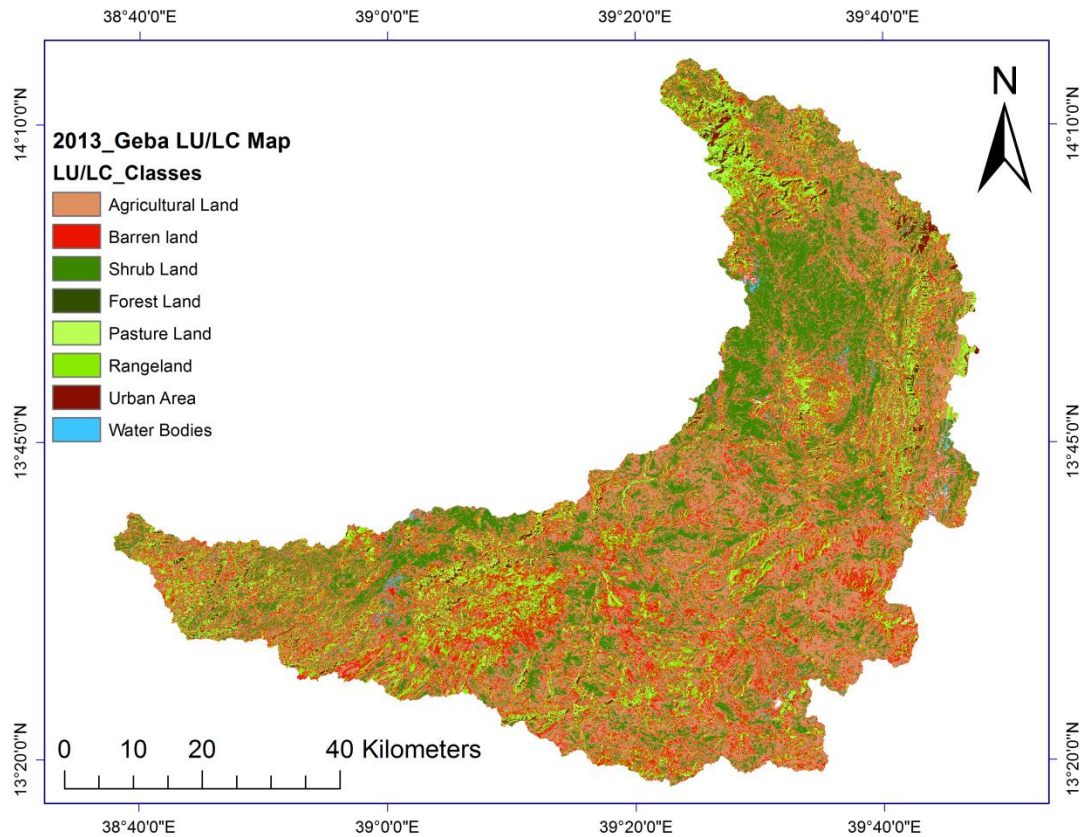 38°40'0"E 39°0'0"E 39°20'0"E 39°40'0"E
N
14°10'0"N 14°10'0"N
2013_Geba LU/LC Map
LU/LC_Classes
Agricultural Land
Barren land
Shrub Land
Forest Land
Pasture Land
Rangeland
Urban Area
Water Bodies
13°45'0"N 13°45'0"N
0 10 20 40 Kilometers
13°20'0"N 13°20'0"N
38°40'0"E 39°0'0"E 39°20'0"E 39°40'0"E